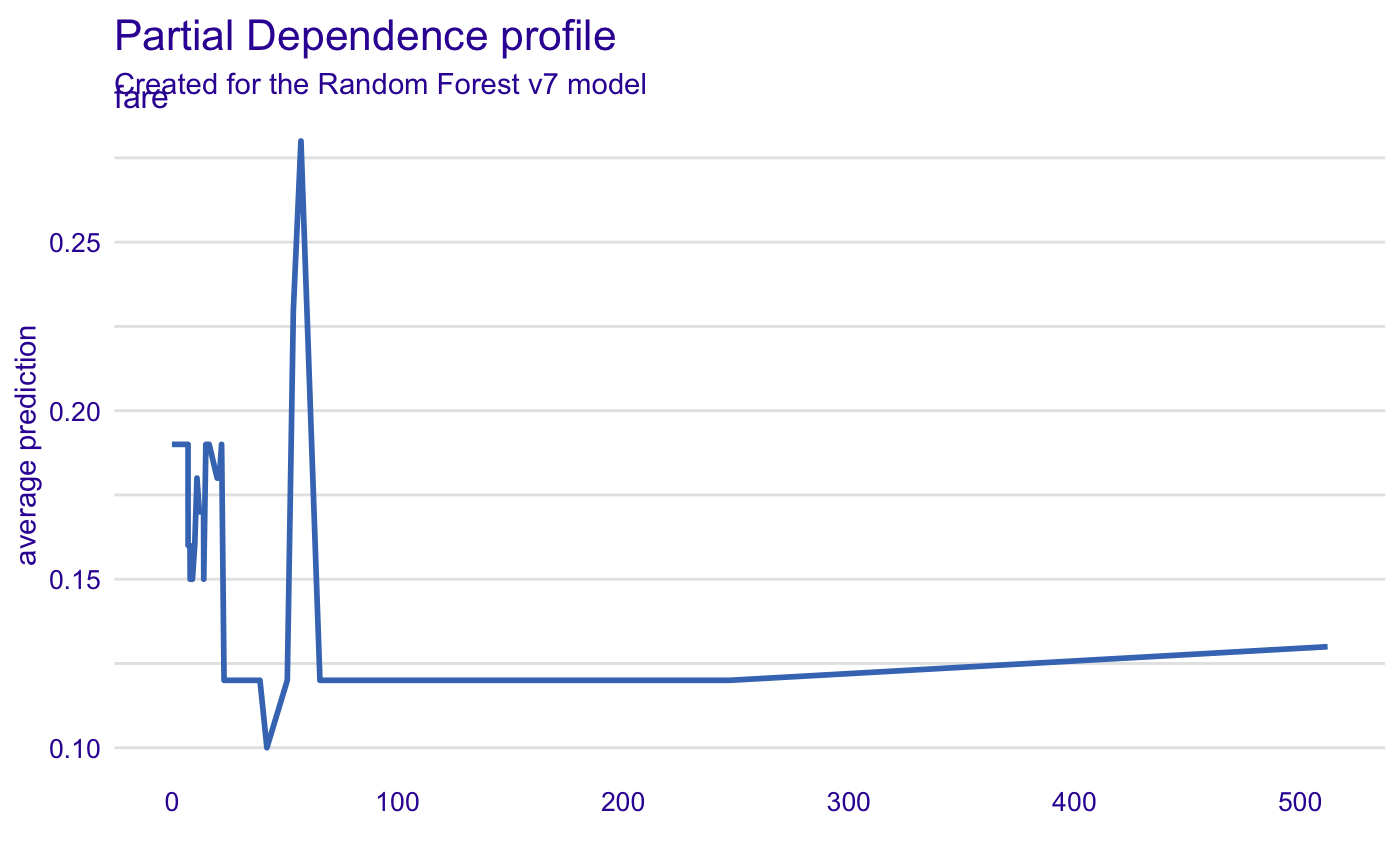 Partial Dependence profile
Created for the Random Forest v7 model
fare
average prediction
0.25
0.20
0.15
0.10
0 100 200 300 400 500